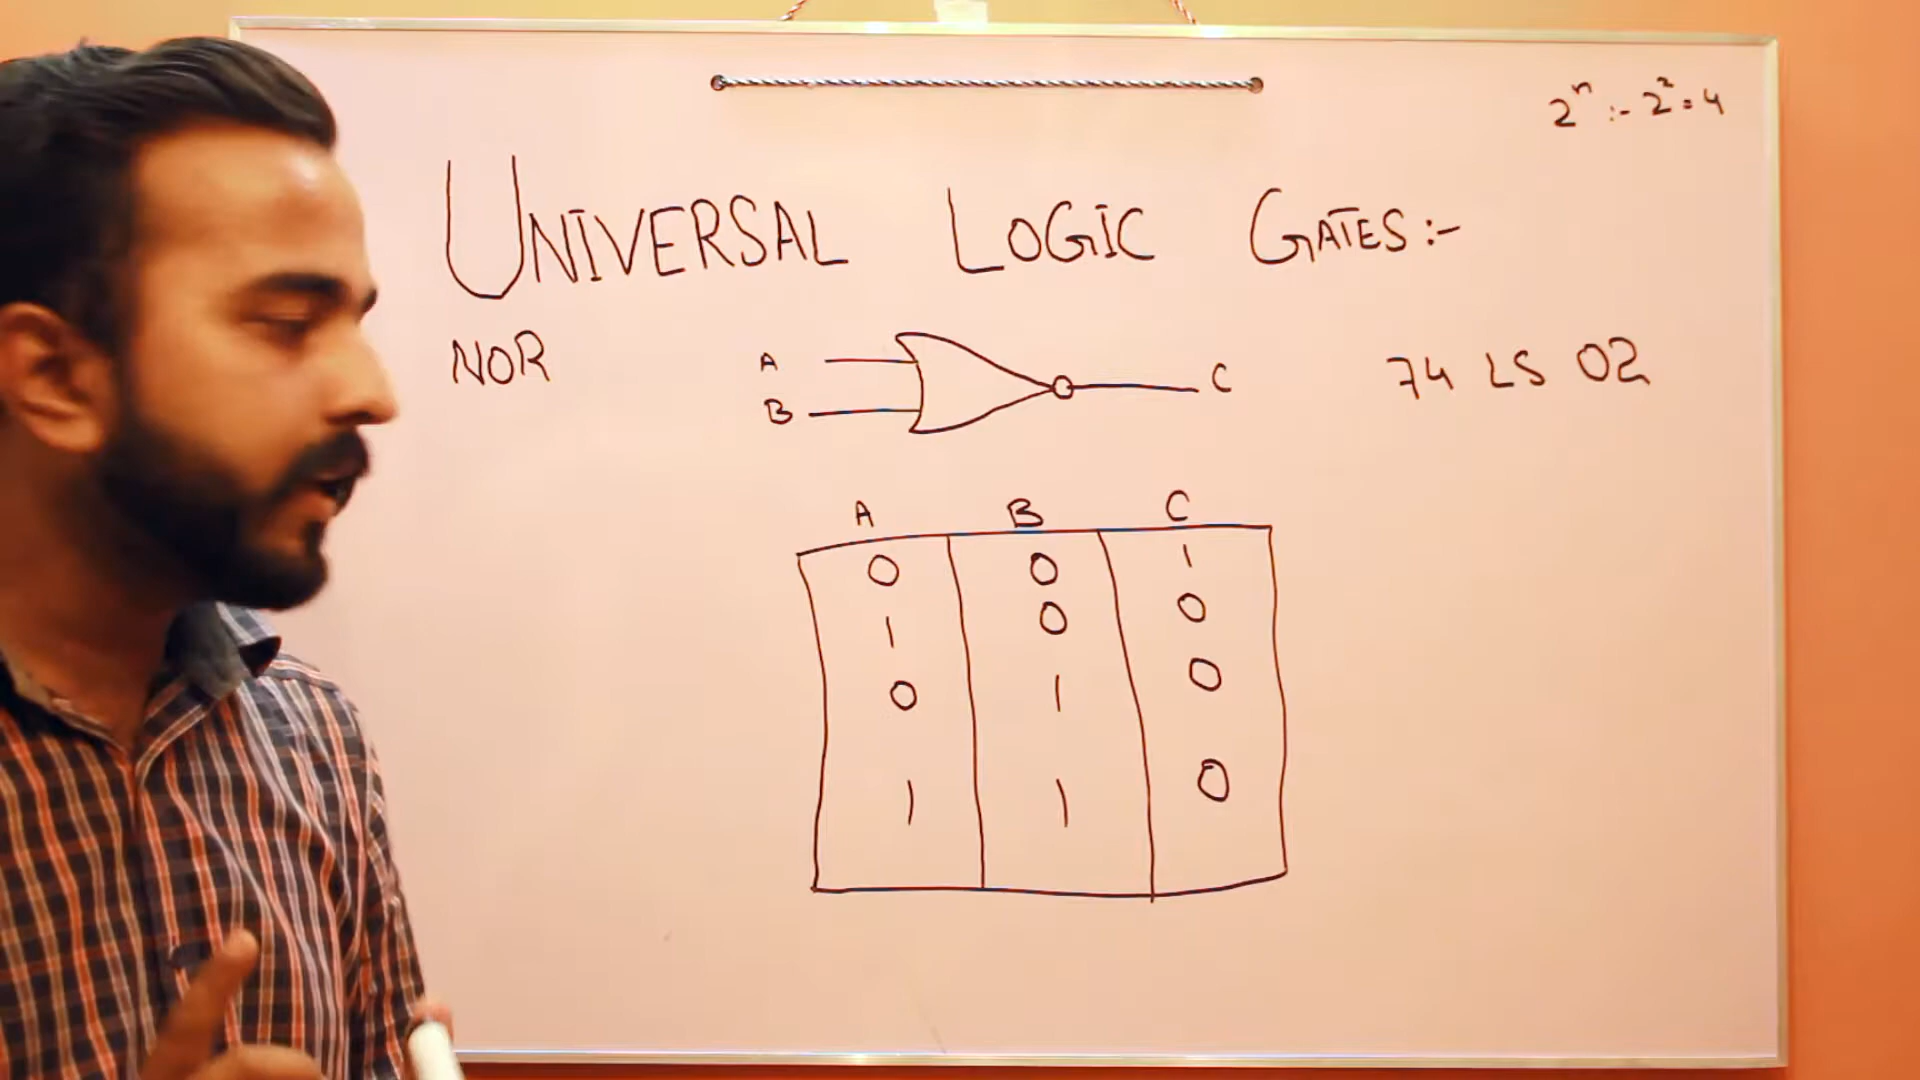 2ⁿ :- 2² = 4
UNIVERSAL LOGIC GATES:-
NOR
A
B
C
74 LS 02
A B C
0 0 1
1 0 0
0 1 0
1 1 0